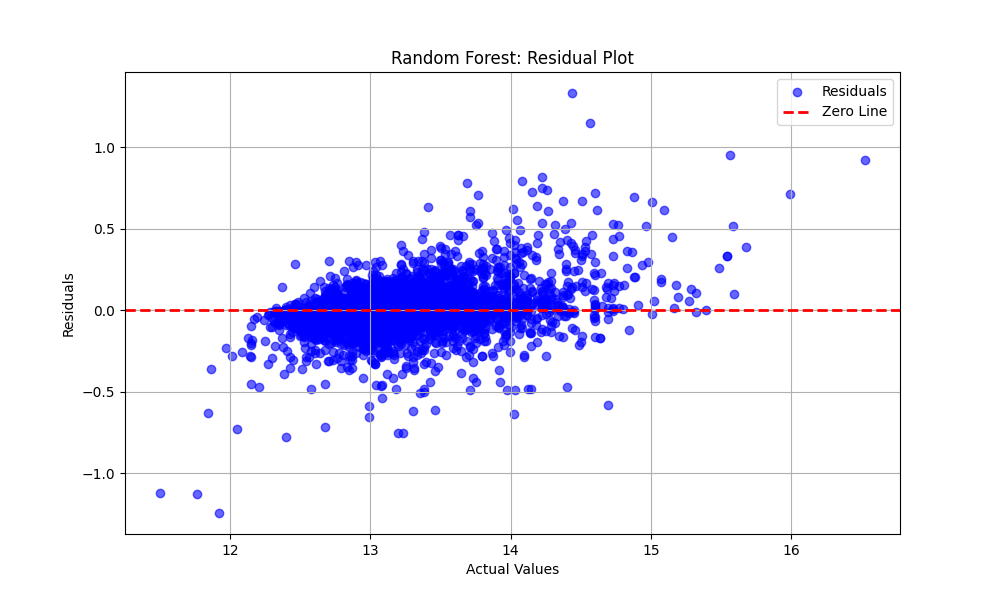 Random Forest: Residual Plot
Residuals
Zero Line
1.0
0.5
0.0
−0.5
−1.0
Residuals
12
13
14
15
16
Actual Values